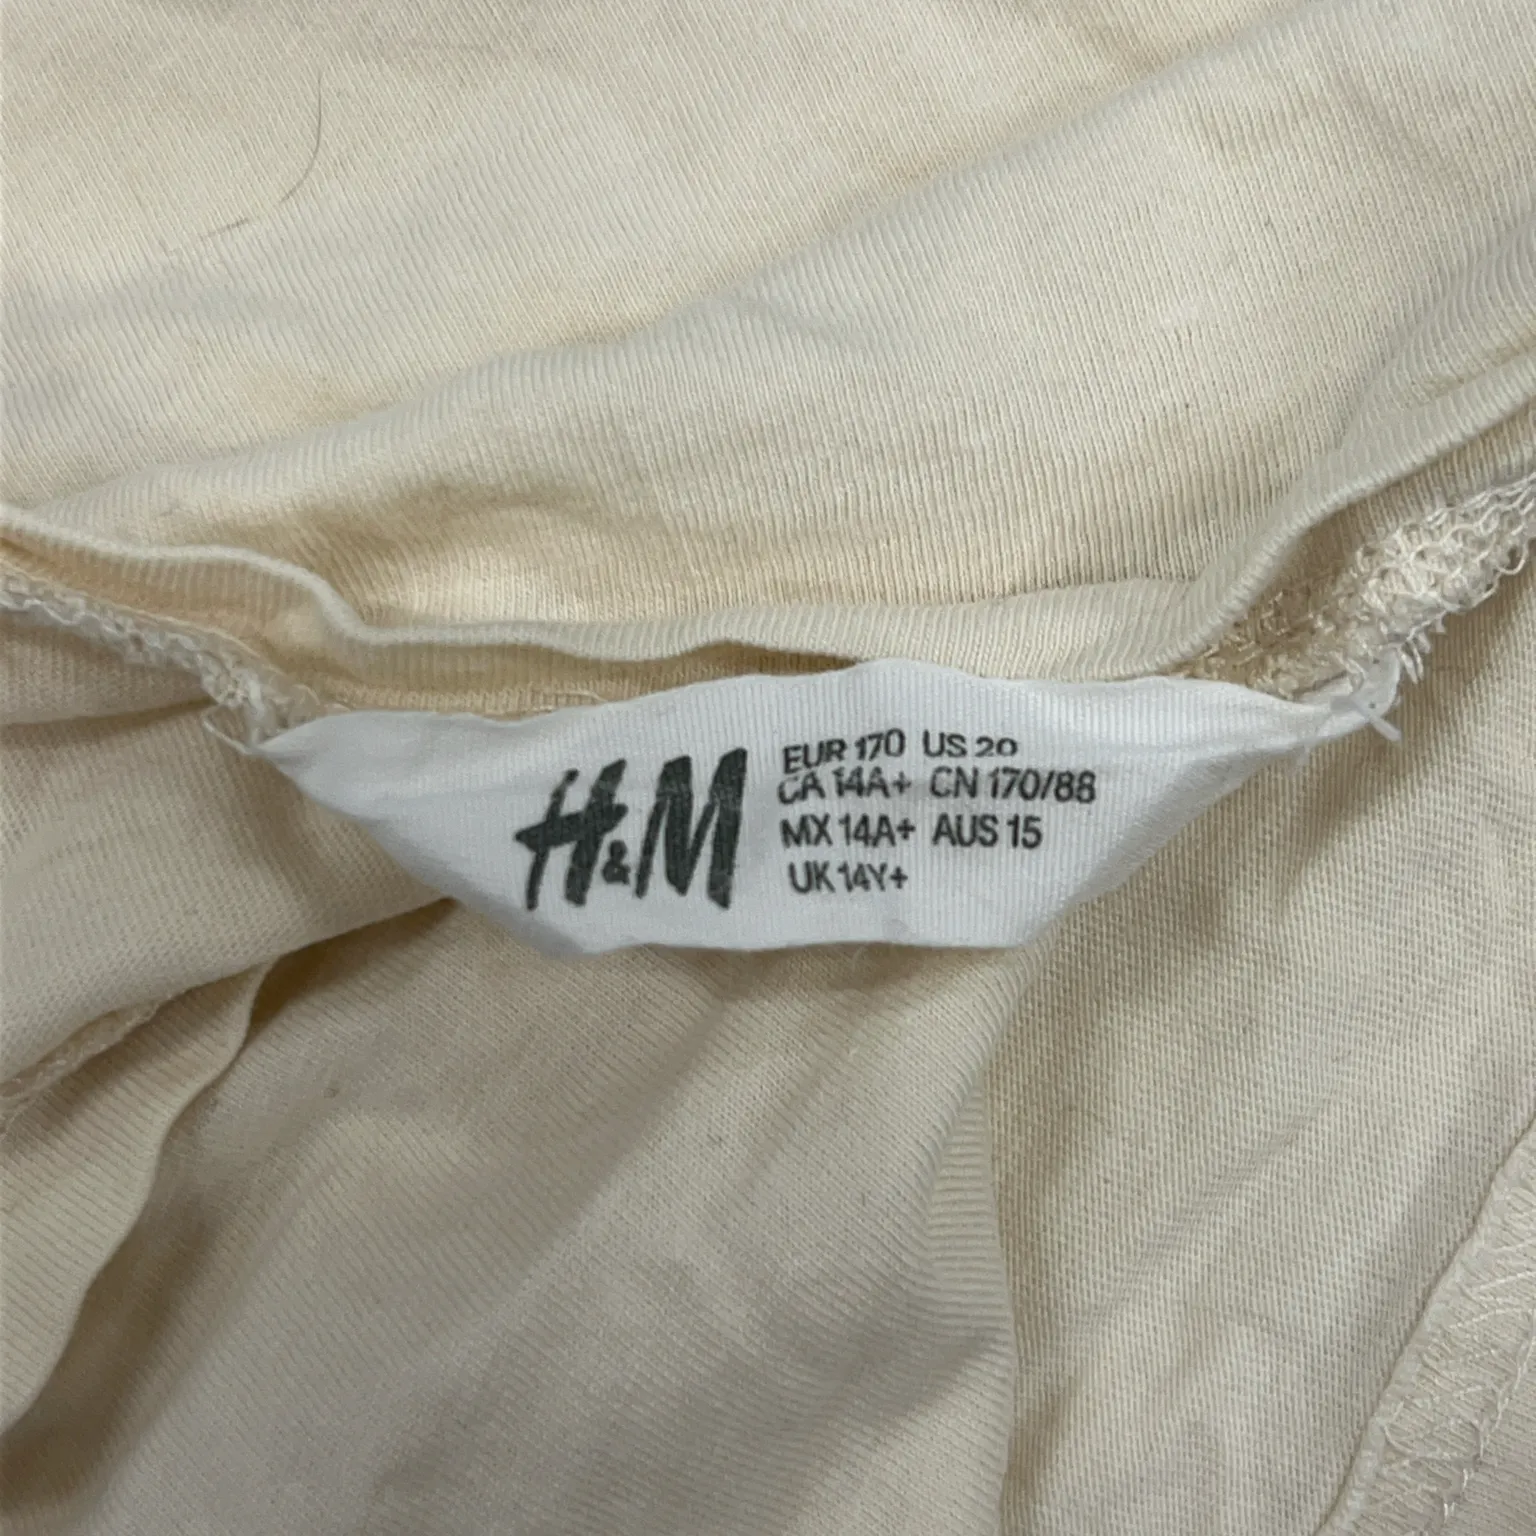 H&M
EUR 170 US 20
CA 14A+ CN 170/88
MX 14A+ AUS 15
UK 14Y+